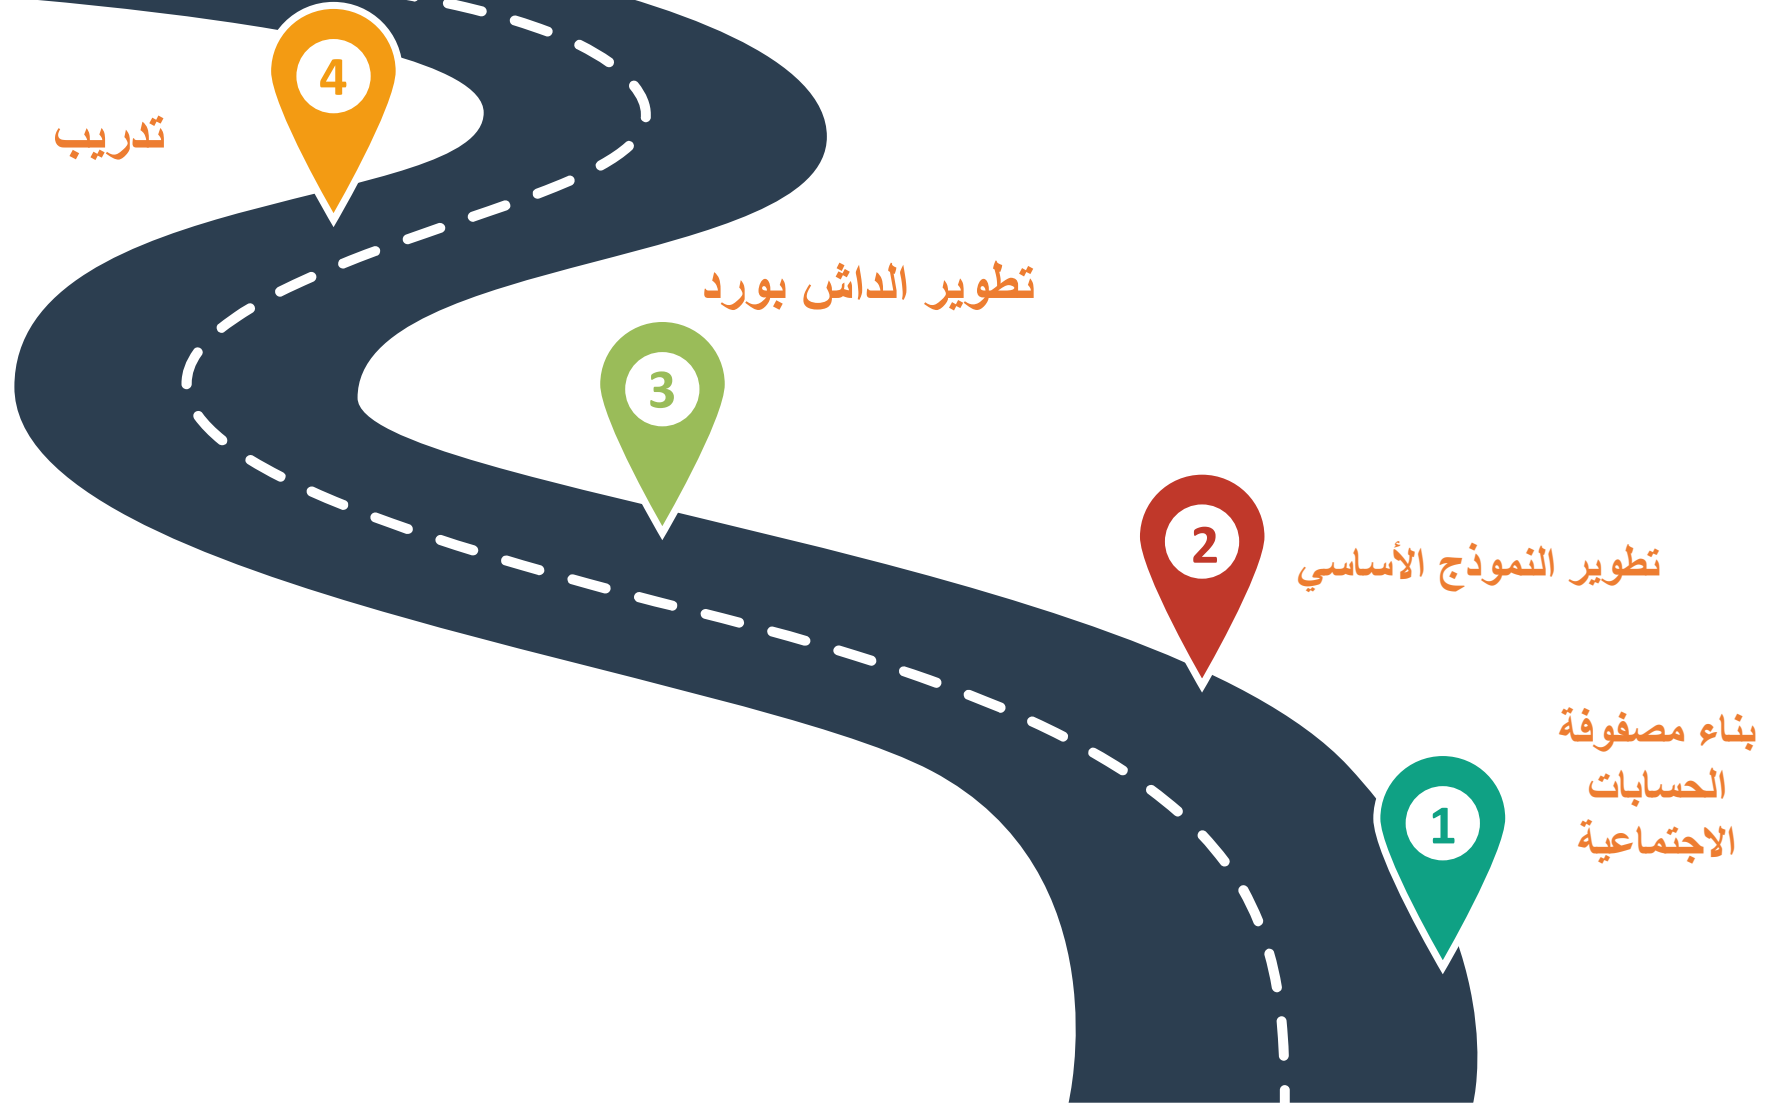 4
تدريب
تطوير الداش بورد
3
2
تطوير النموذج الأساسي
بناء مصفوفة
الحسابات
الاجتماعية
1